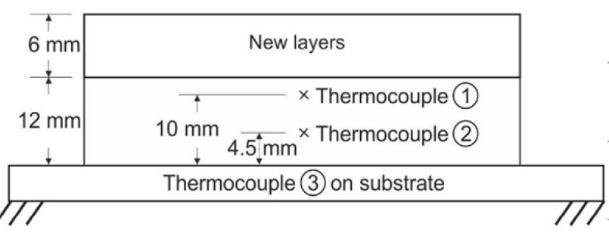 6 mm
New layers
× Thermocouple ①
12 mm
10 mm
× Thermocouple ②
4.5 mm
Thermocouple ③ on substrate